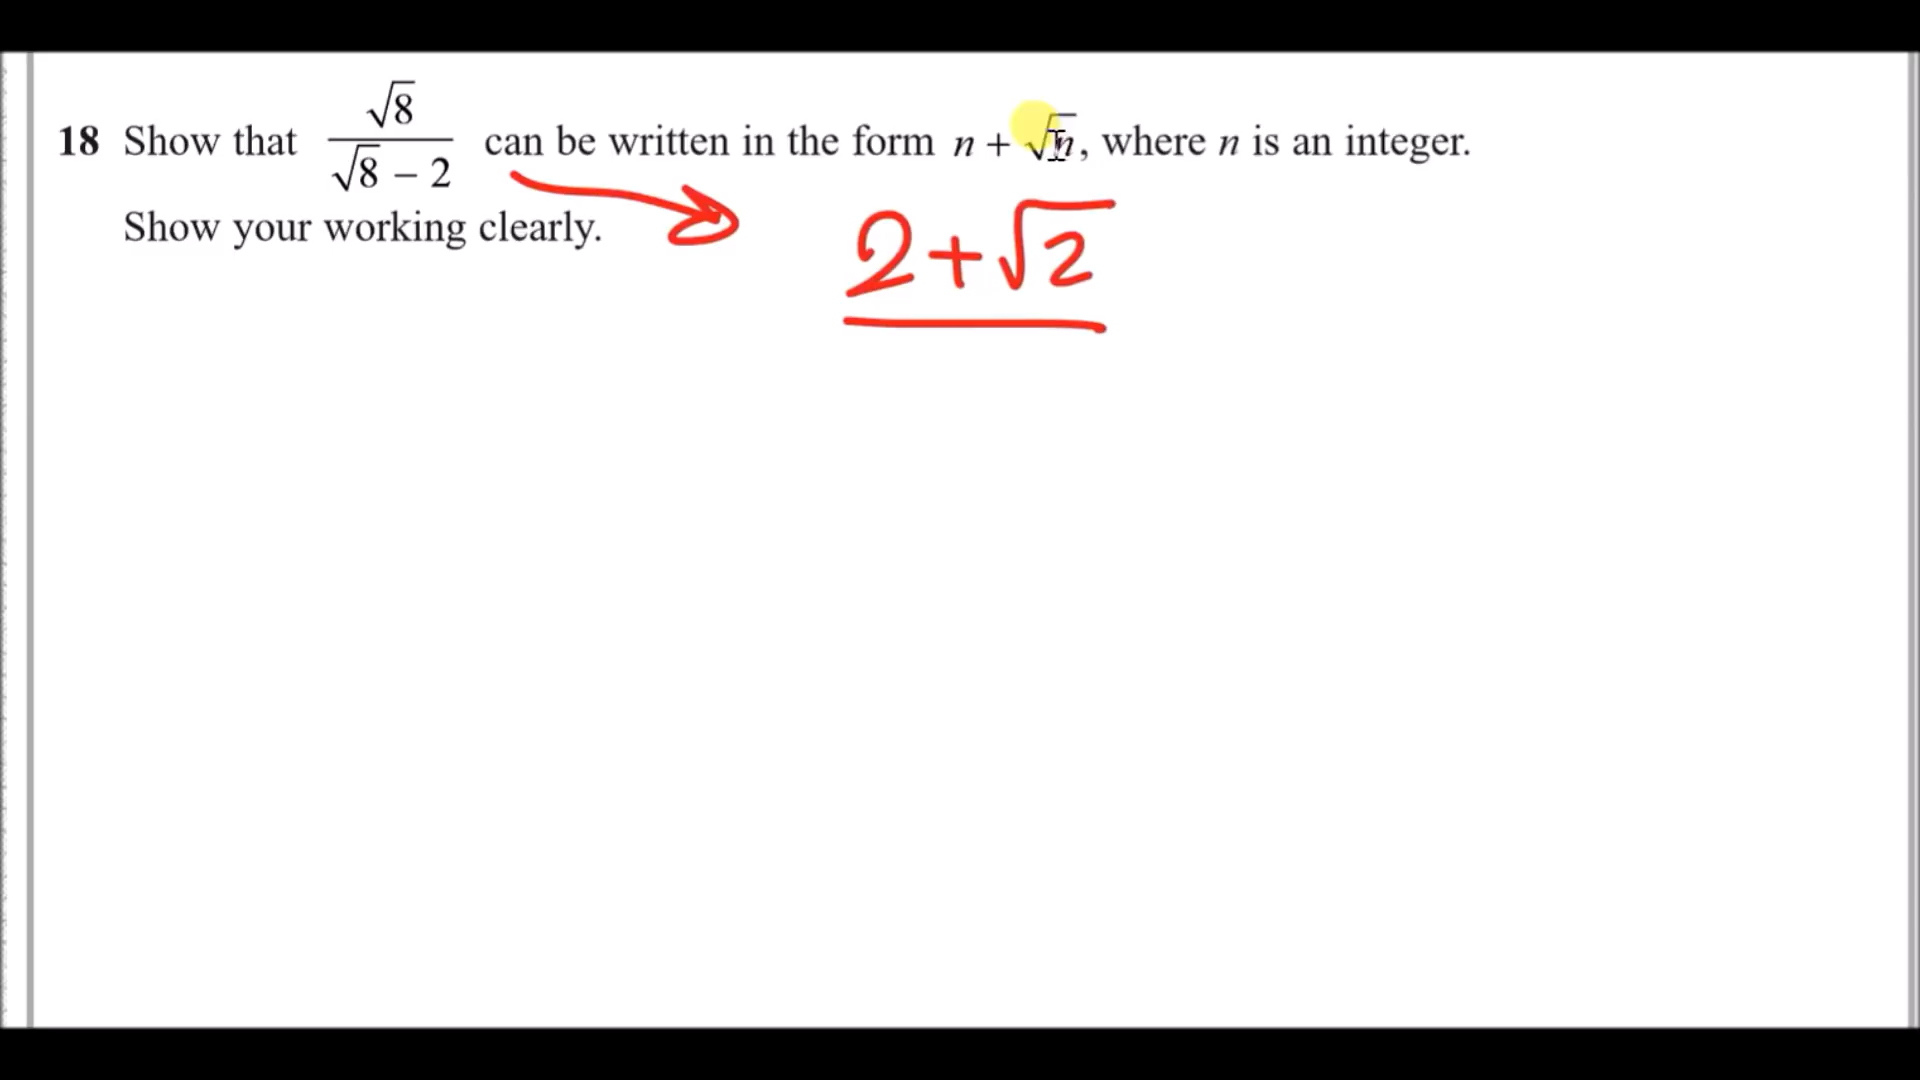 18 Show that √8 / (√8 − 2) can be written in the form n + √n, where n is an integer.
Show your working clearly.
2+√2